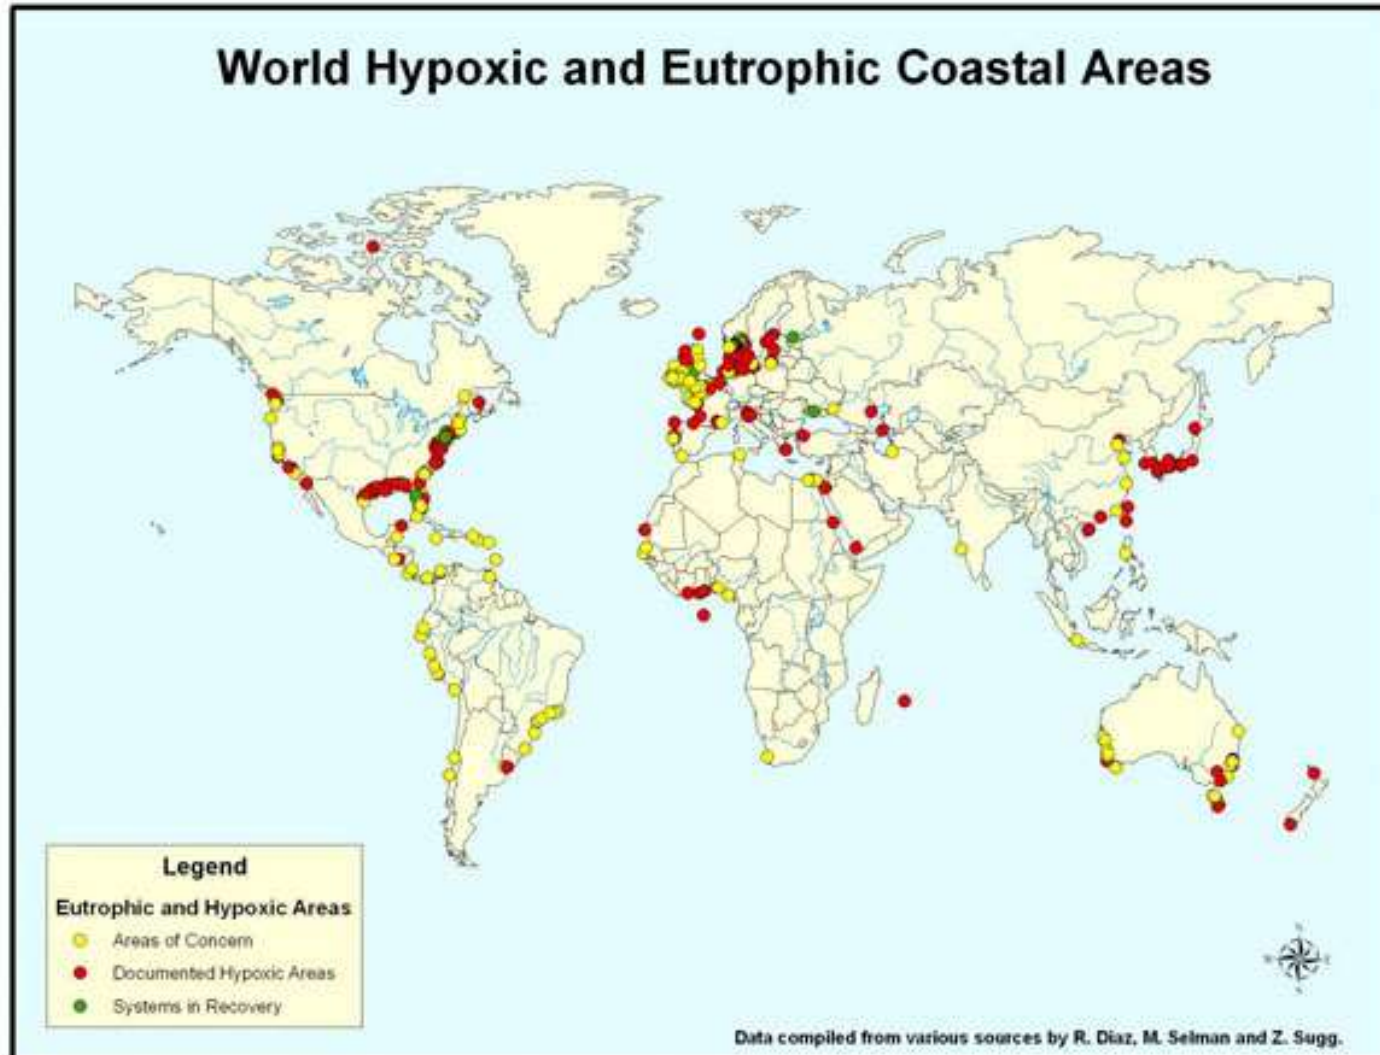 World Hypoxic and Eutrophic Coastal Areas
Legend
Eutrophic and Hypoxic Areas
Areas of Concern
Documented Hypoxic Areas
Systems in Recovery
N
W E
S
Data compiled from various sources by R. Diaz, M. Selman and Z. Sugg.